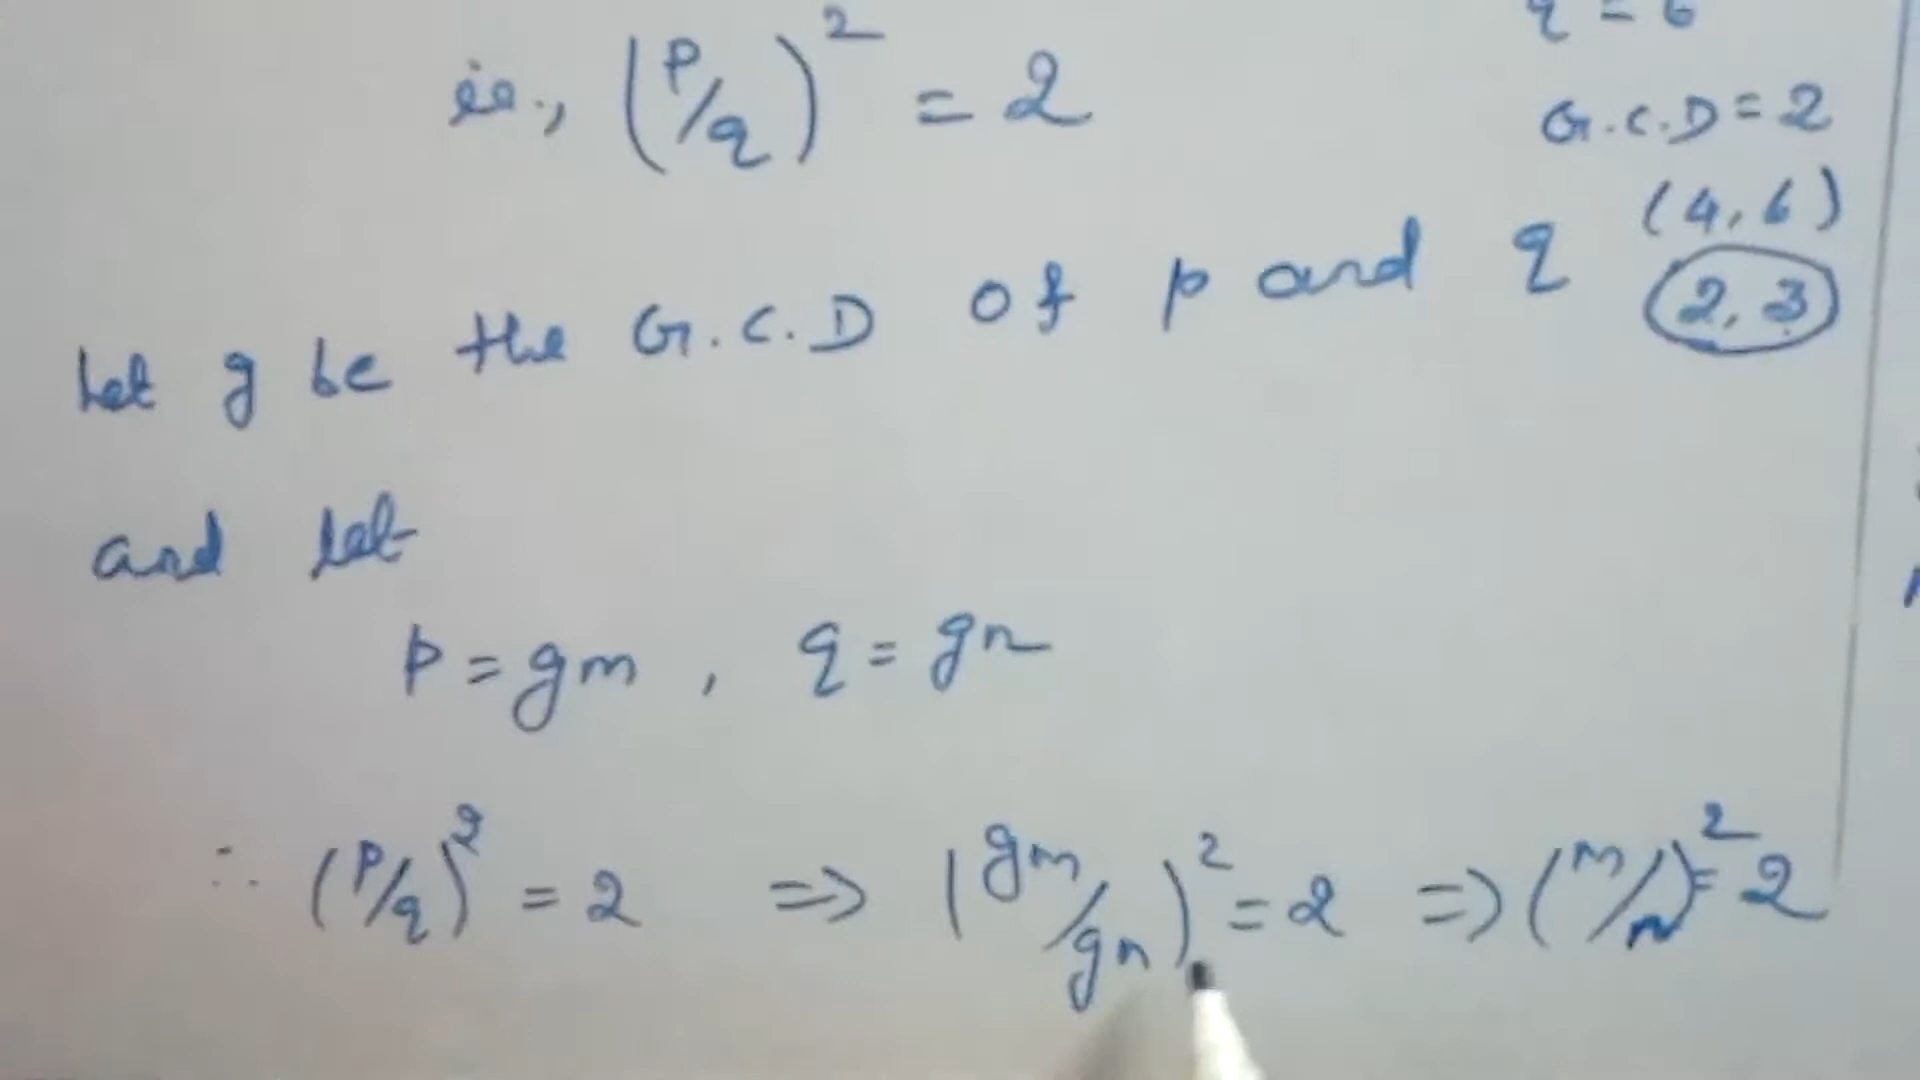 q = 6
ie., (p/q)² = 2
G.C.D = 2
(4, 6)
Let g be the G.C.D of p and q
(2, 3)
and let
p = gm , q = gn
∴ (p/q)² = 2 => (gm/gn)² = 2 => (m/n)² = 2